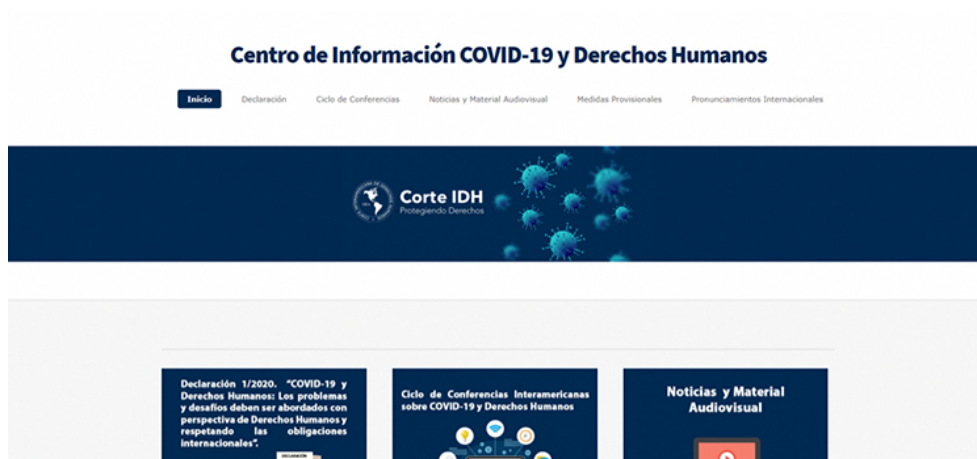 Centro de Información COVID-19 y Derechos Humanos
Inicio Declaración Ciclo de Conferencias Noticias y Material Audiovisual Medidas Provisionales Pronunciamientos Internacionales
Corte IDH
Protegiendo Derechos
Declaración 1/2020. "COVID-19 y
Derechos Humanos: Los problemas
y desafíos deben ser abordados con
perspectiva de Derechos Humanos y
respetando las obligaciones
internacionales".
DECLARACIÓN
Ciclo de Conferencias Interamericanas
sobre COVID-19 y Derechos Humanos
Noticias y Material
Audiovisual